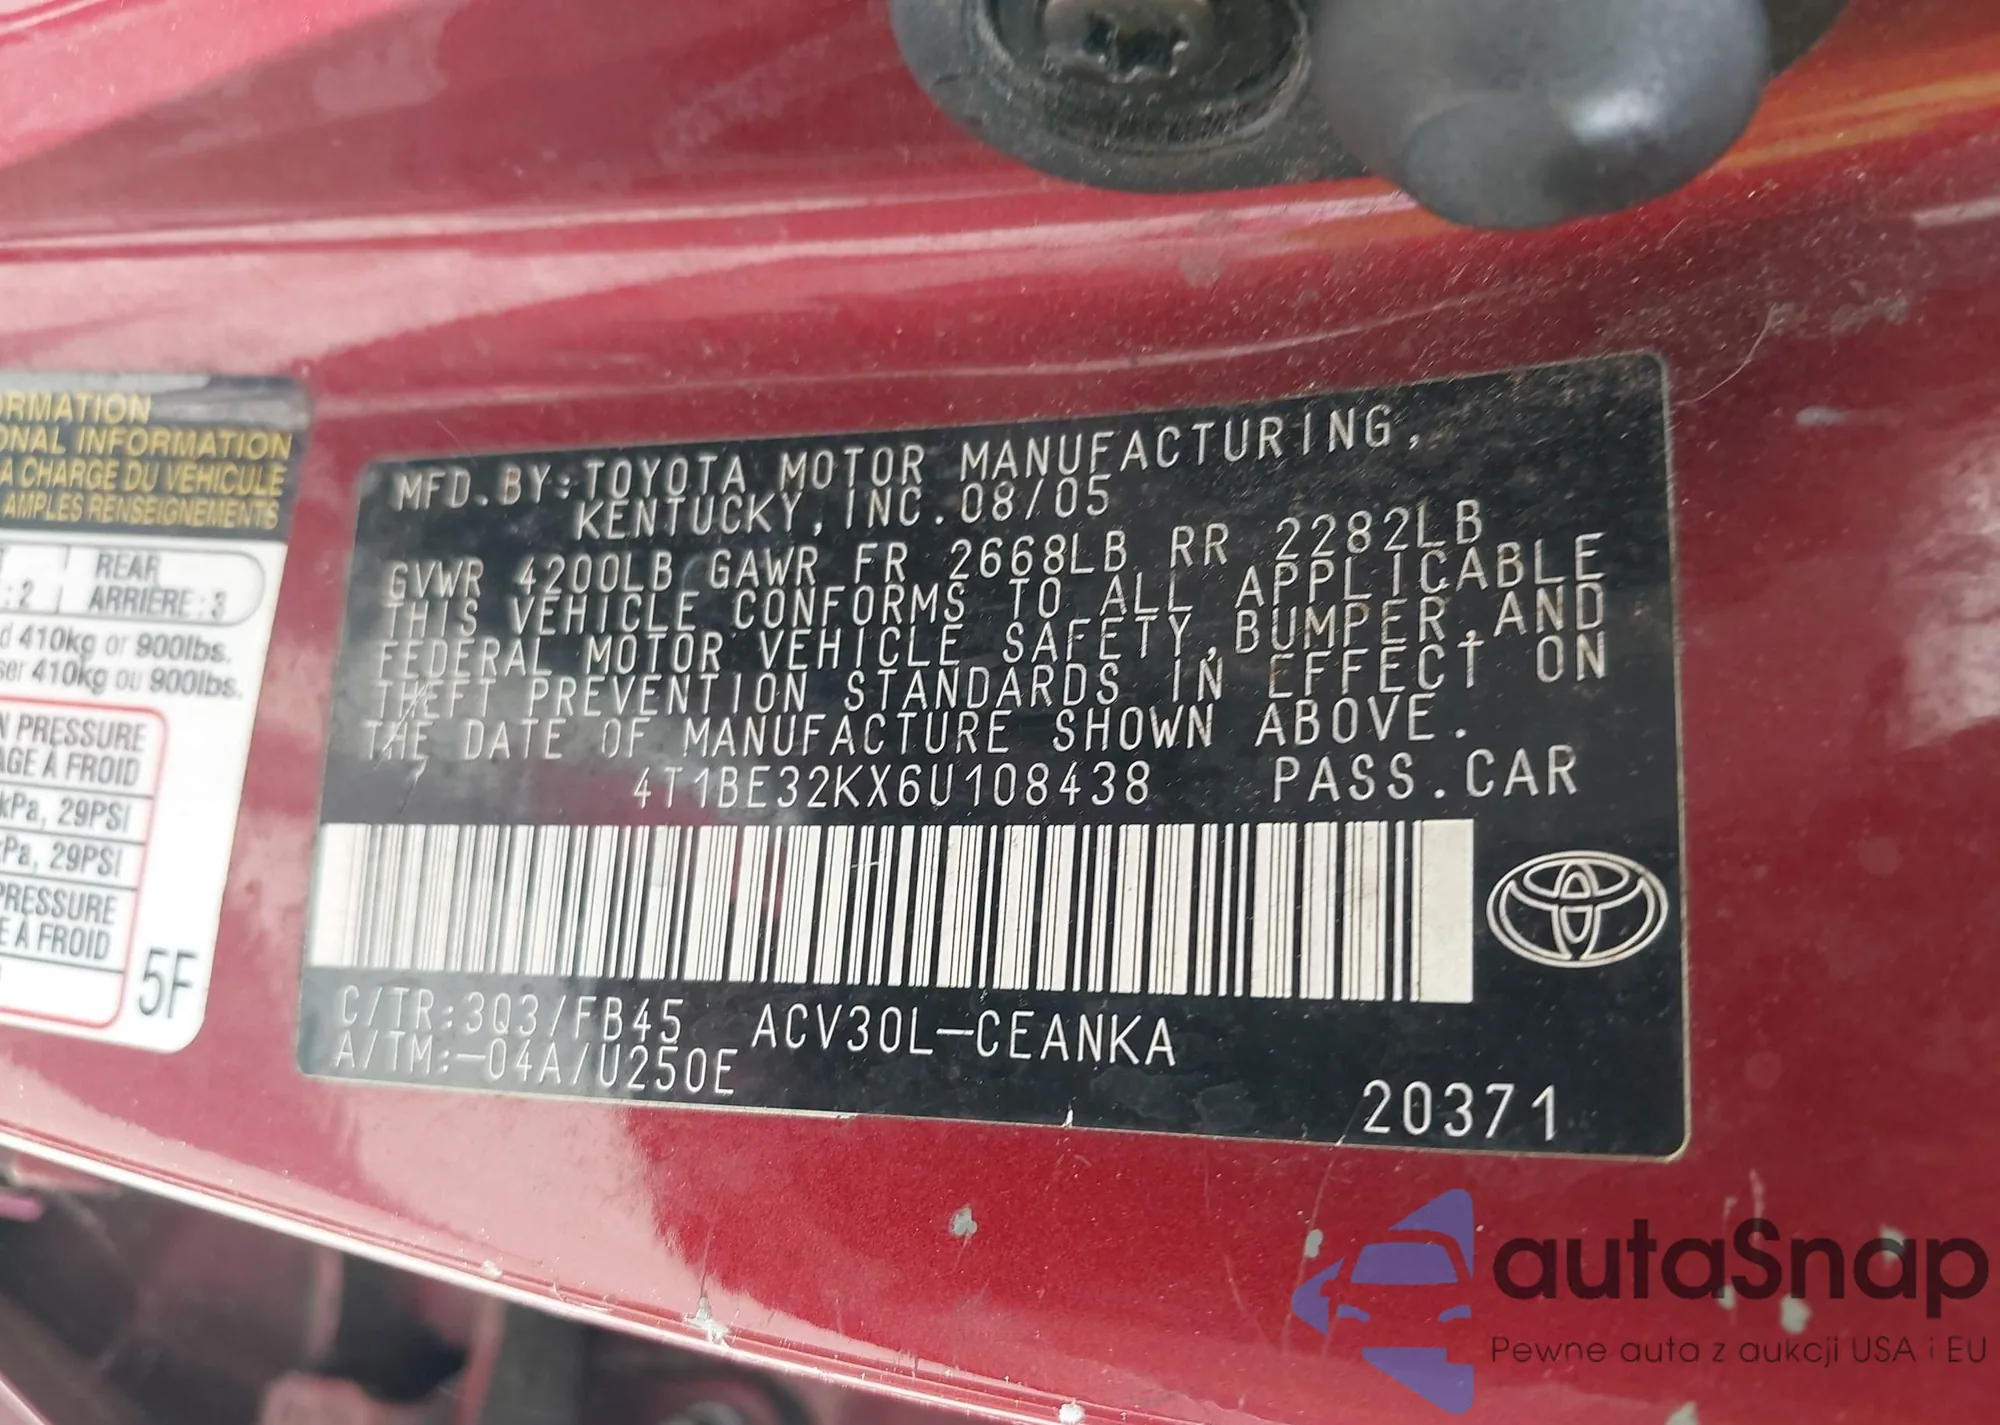 ORMATION
ONAL INFORMATION
A CHARGE DU VÉHICULE
AMPLES RENSEIGNEMENTS
REAR
:2 ARRIÈRE:3
d 410kg or 900lbs.
ser 410kg ou 900lbs.
N PRESSURE
AGE À FROID
kPa, 29PSI
kPa, 29PSI
PRESSURE
E À FROID
5F
MFD.BY:TOYOTA MOTOR MANUFACTURING,
KENTUCKY,INC.08/05
GVWR 4200LB GAWR FR 2668LB RR 2282LB
THIS VEHICLE CONFORMS TO ALL APPLICABLE
FEDERAL MOTOR VEHICLE SAFETY,BUMPER,AND
THEFT PREVENTION STANDARDS IN EFFECT ON
THE DATE OF MANUFACTURE SHOWN ABOVE.
4T1BE32KX6U108438 PASS.CAR
C/TR:3Q3/FB45 ACV30L-CEANKA
A/TM:-04A/U250E
20371
autaSnap
Pewne auta z aukcji USA i EU